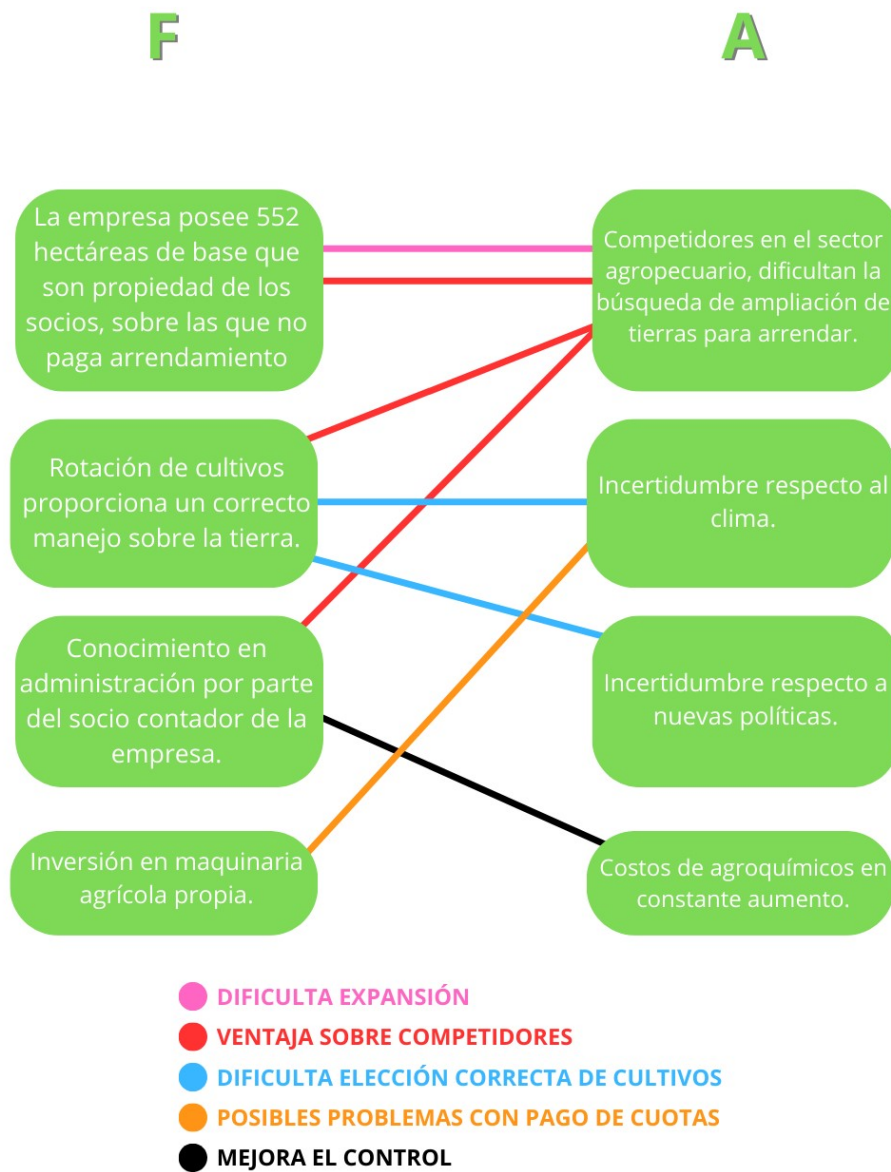 F
A
La empresa posee 552
hectáreas de base que
son propiedad de los
socios, sobre las que no
paga arrendamiento
Competidores en el sector
agropecuario, dificultan la
búsqueda de ampliación de
tierras para arrendar.
Rotación de cultivos
proporciona un correcto
manejo sobre la tierra.
Incertidumbre respecto al
clima.
Conocimiento en
administración por parte
del socio contador de la
empresa.
Incertidumbre respecto a
nuevas políticas.
Inversión en maquinaria
agrícola propia.
Costos de agroquímicos en
constante aumento.
DIFICULTA EXPANSIÓN
VENTAJA SOBRE COMPETIDORES
DIFICULTA ELECCIÓN CORRECTA DE CULTIVOS
POSIBLES PROBLEMAS CON PAGO DE CUOTAS
MEJORA EL CONTROL